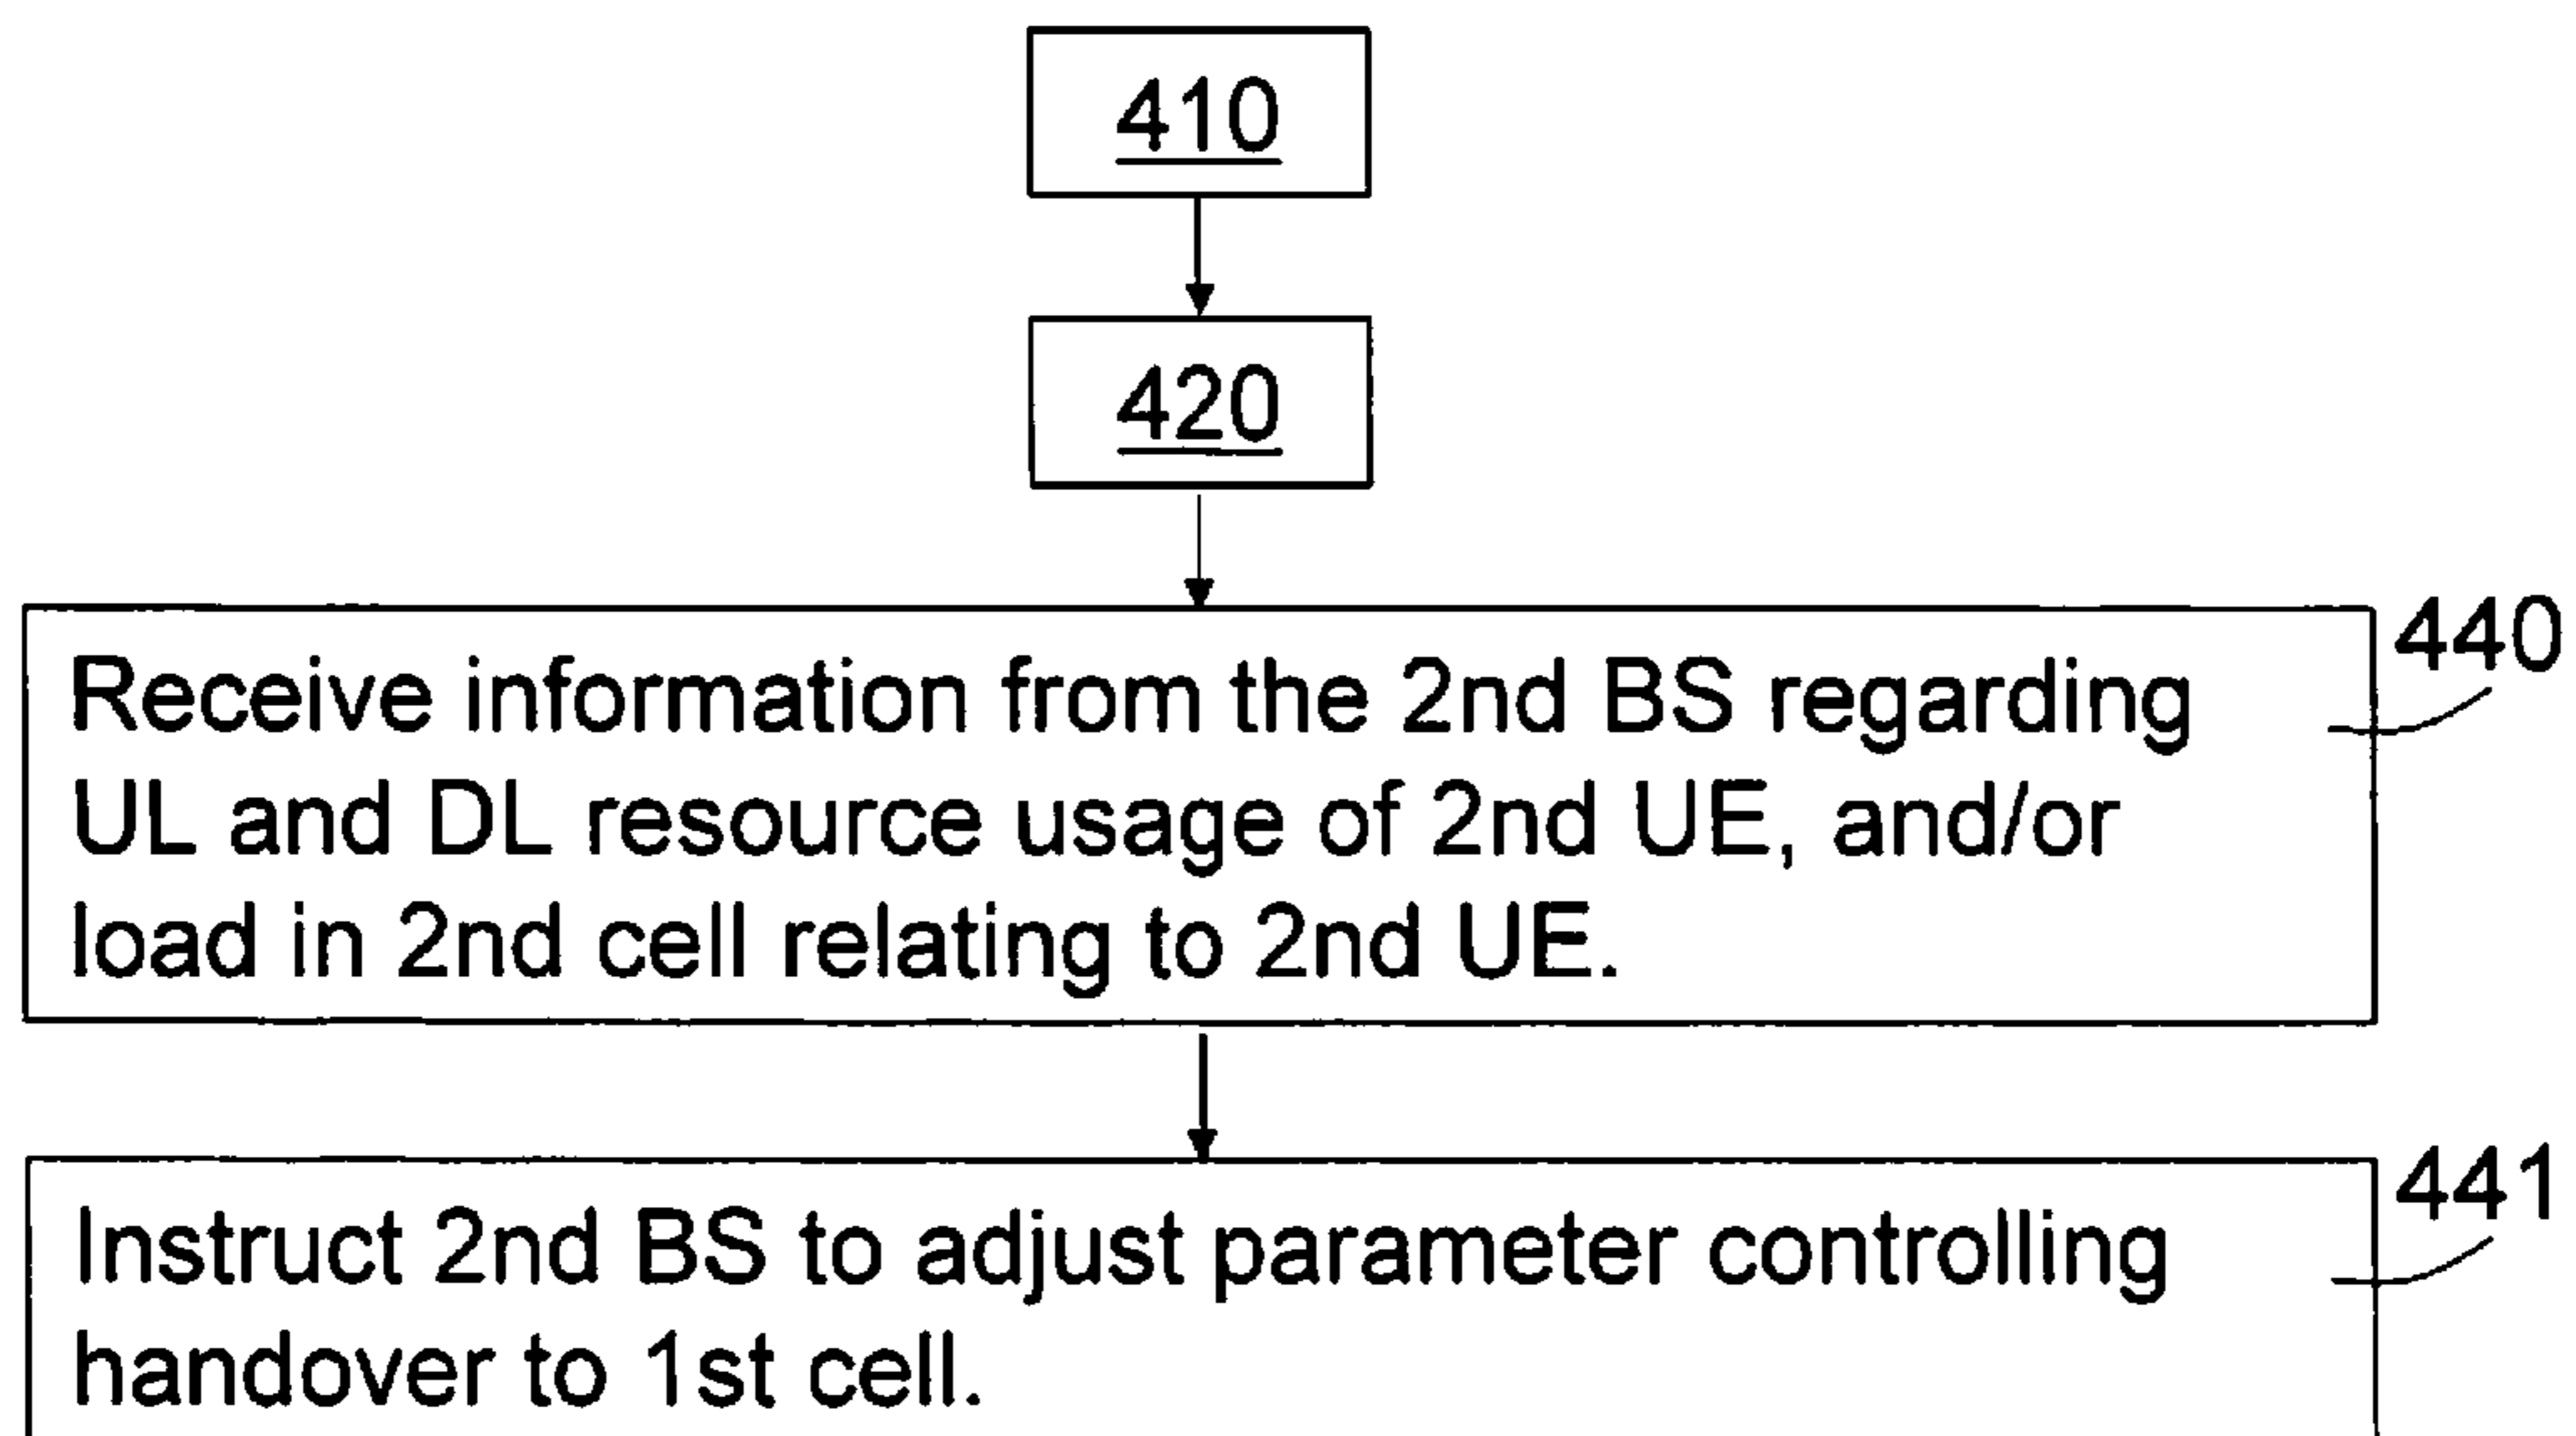 410
420
440
Receive information from the 2nd BS regarding
UL and DL resource usage of 2nd UE, and/or
load in 2nd cell relating to 2nd UE.
441
Instruct 2nd BS to adjust parameter controlling
handover to 1st cell.